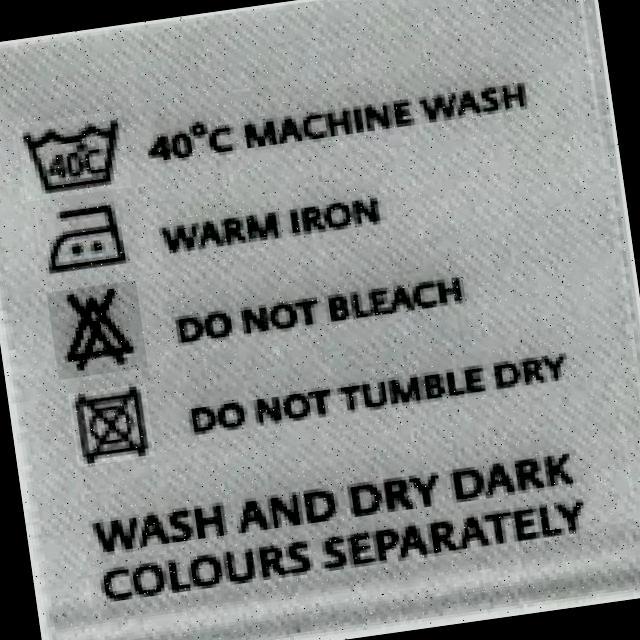 40°C 40°C MACHINE WASH
WARM IRON
DO NOT BLEACH
DO NOT TUMBLE DRY
WASH AND DRY DARK
COLOURS SEPARATELY